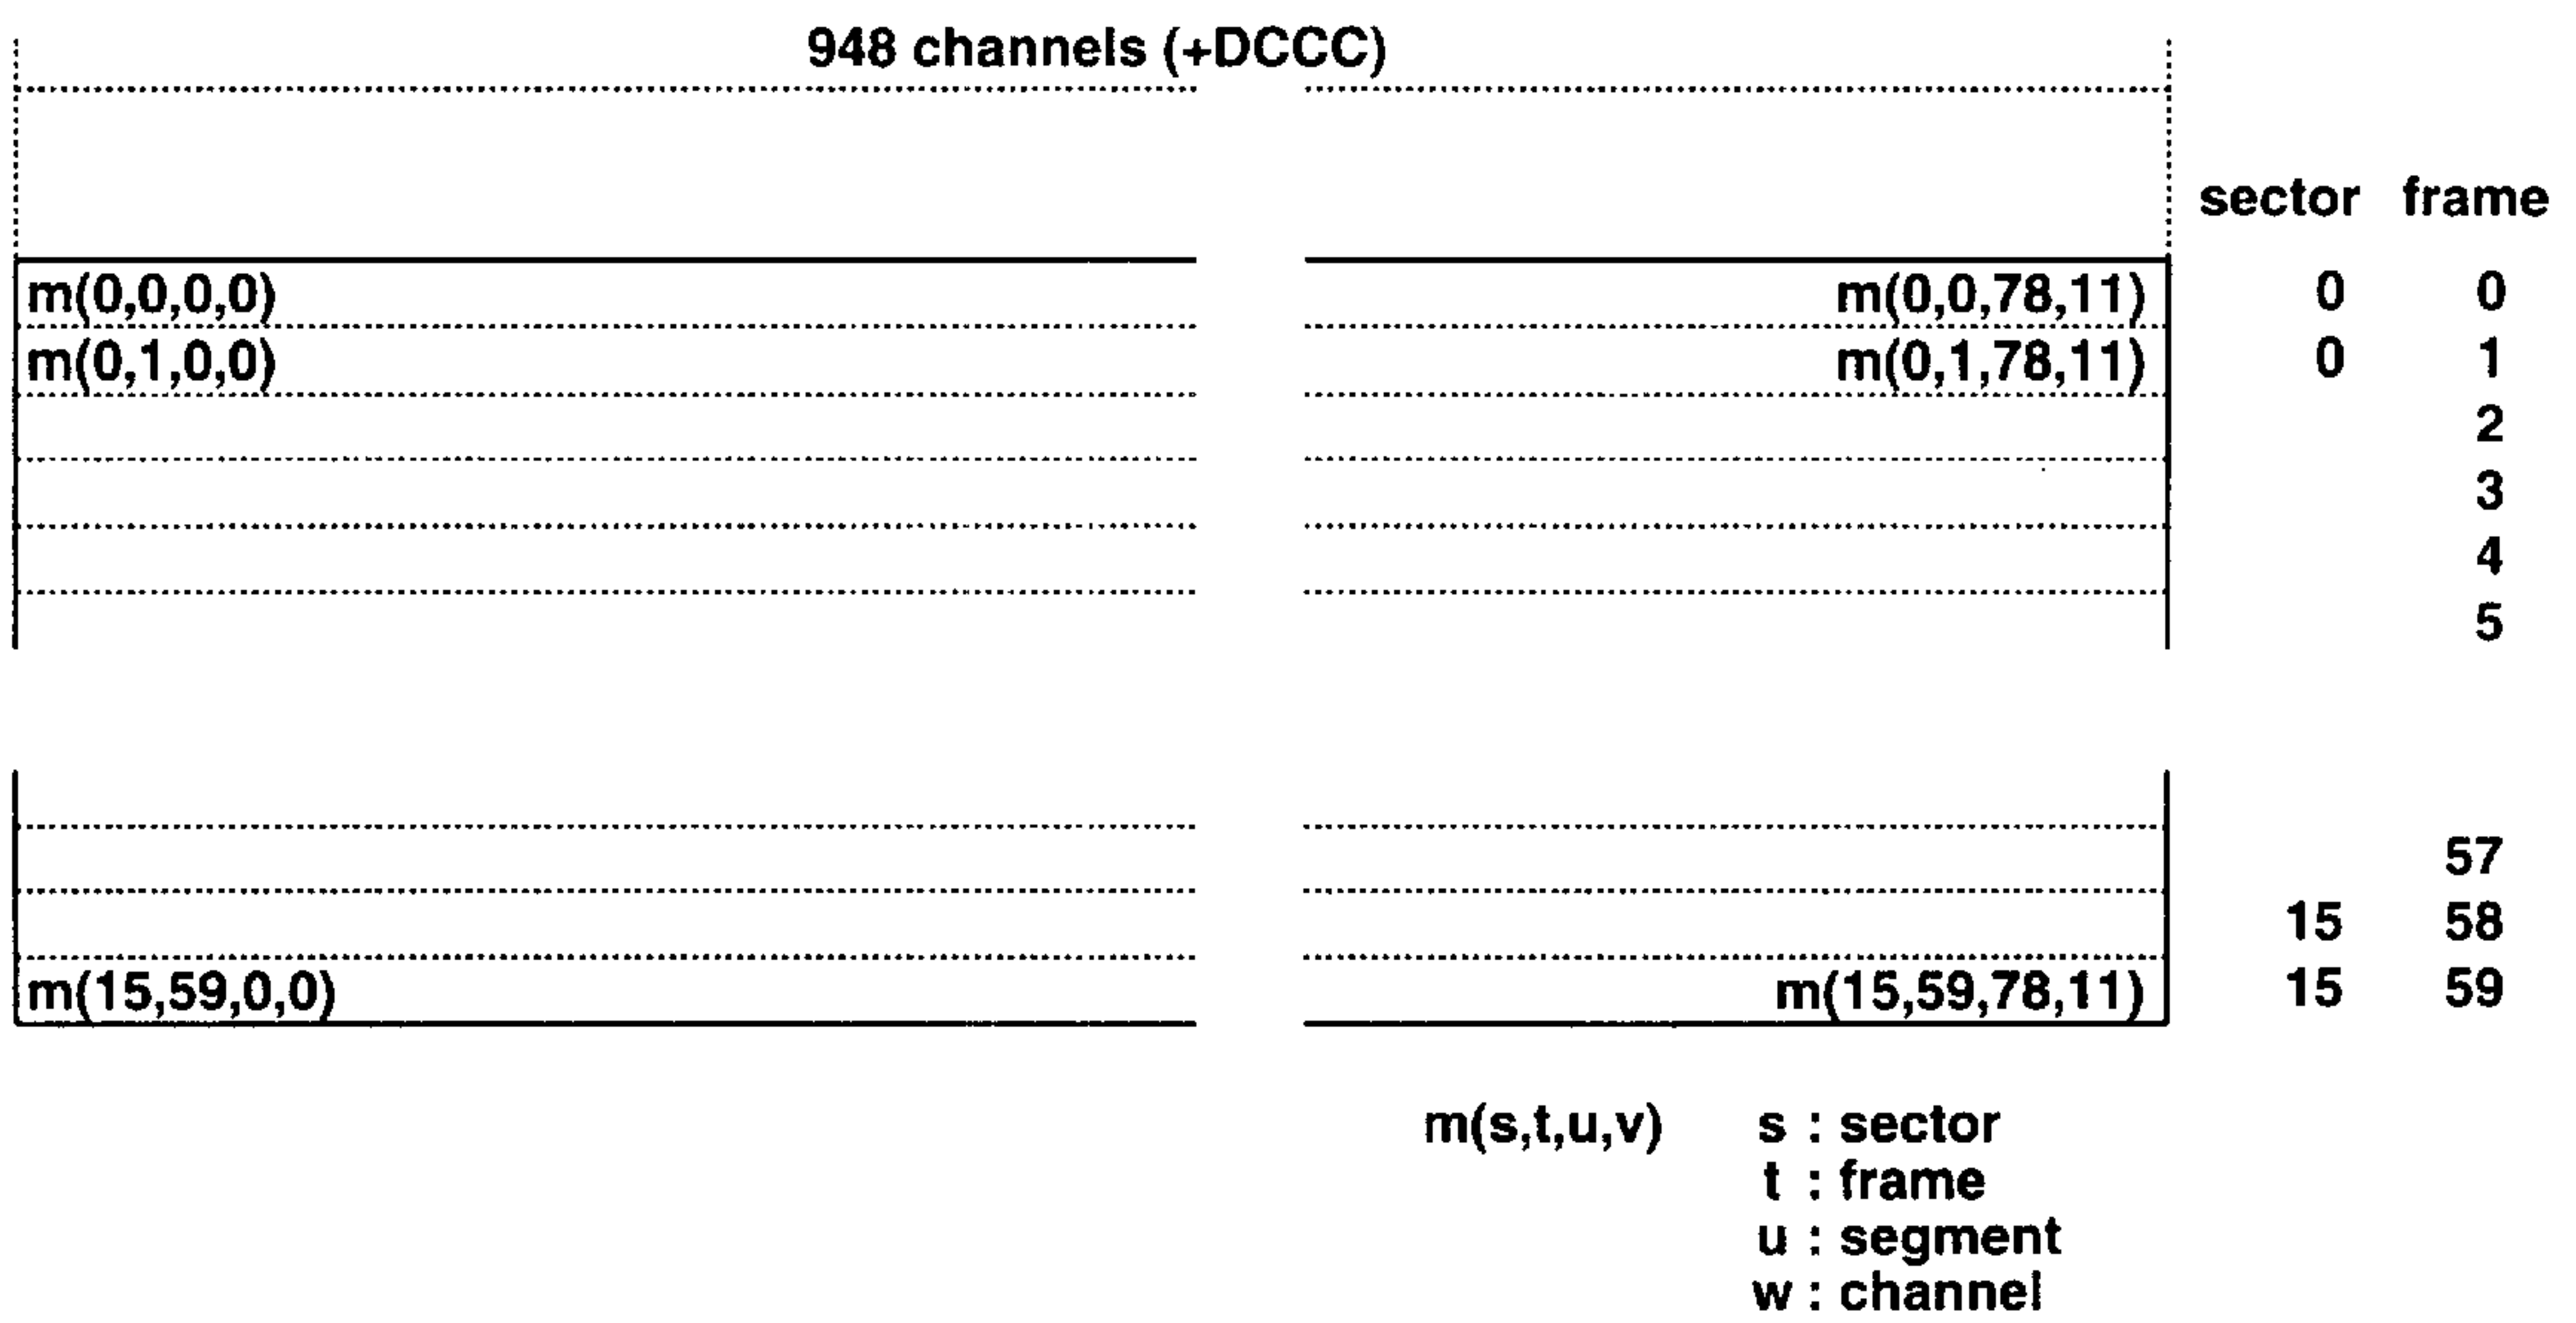 948 channels (+DCCC)
sector frame
m(0,0,0,0) m(0,0,78,11) 0 0
m(0,1,0,0) m(0,1,78,11) 0 1
2
3
4
5
57
15 58
m(15,59,0,0) m(15,59,78,11) 15 59
m(s,t,u,v) s : sector
t : frame
u : segment
w : channel